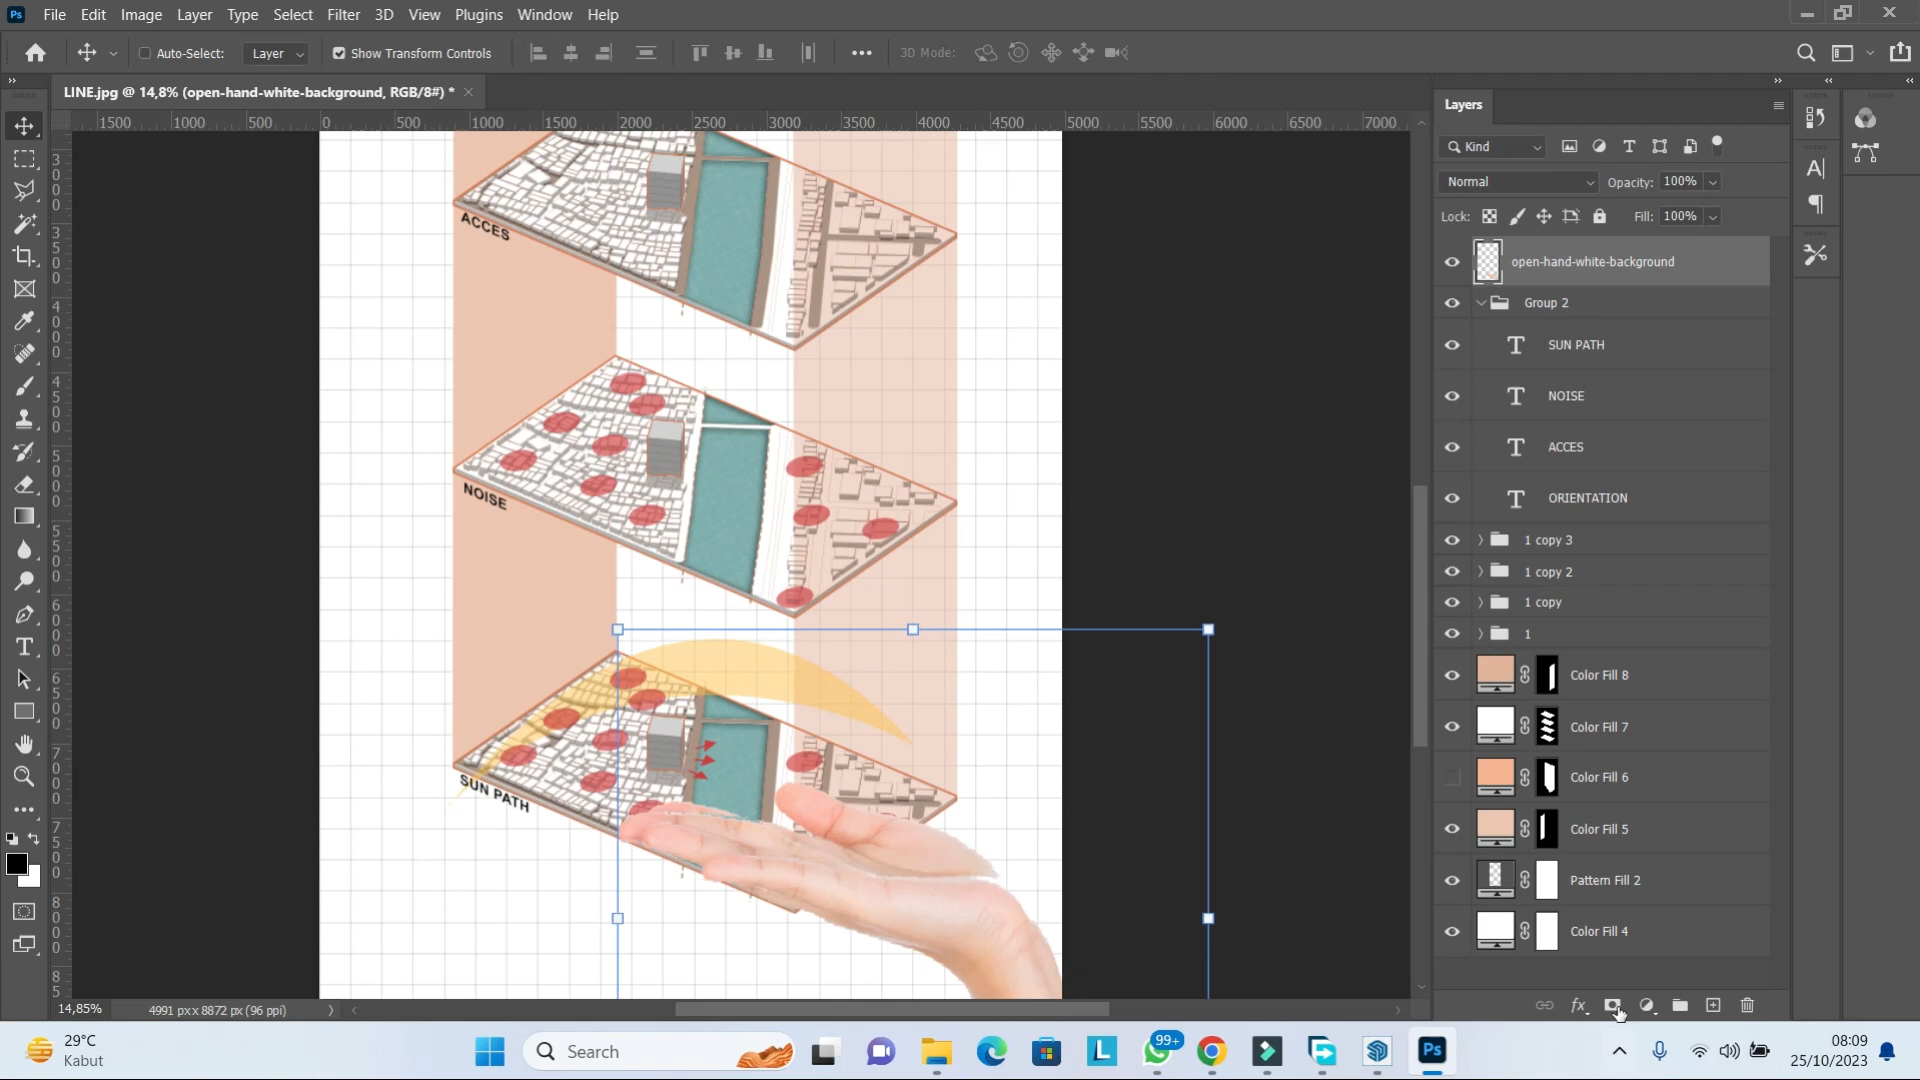 Ps File Edit Image Layer Type Select Filter 3D View Plugins Window Help
Auto-Select: Layer Show Transform Controls 3D Mode:
LINE.jpg @ 14,8% (open-hand-white-background, RGB/8#) *
1500 1000 500 0 500 1000 1500 2000 2500 3000 3500 4000 4500 5000 5500 6000 6500 7000
ACCES
NOISE
SUN PATH
Layers
Kind
Normal Opacity: 100%
Lock: Fill: 100%
open-hand-white-background
Group 2
SUN PATH
NOISE
ACCES
ORIENTATION
1 copy 3
1 copy 2
1 copy
1
Color Fill 8
Color Fill 7
Color Fill 6
Color Fill 5
Pattern Fill 2
Color Fill 4
14,85% 4991 px x 8872 px (96 ppi)
29°C
Kabut
Search
99+
Ps
08:09
25/10/2023